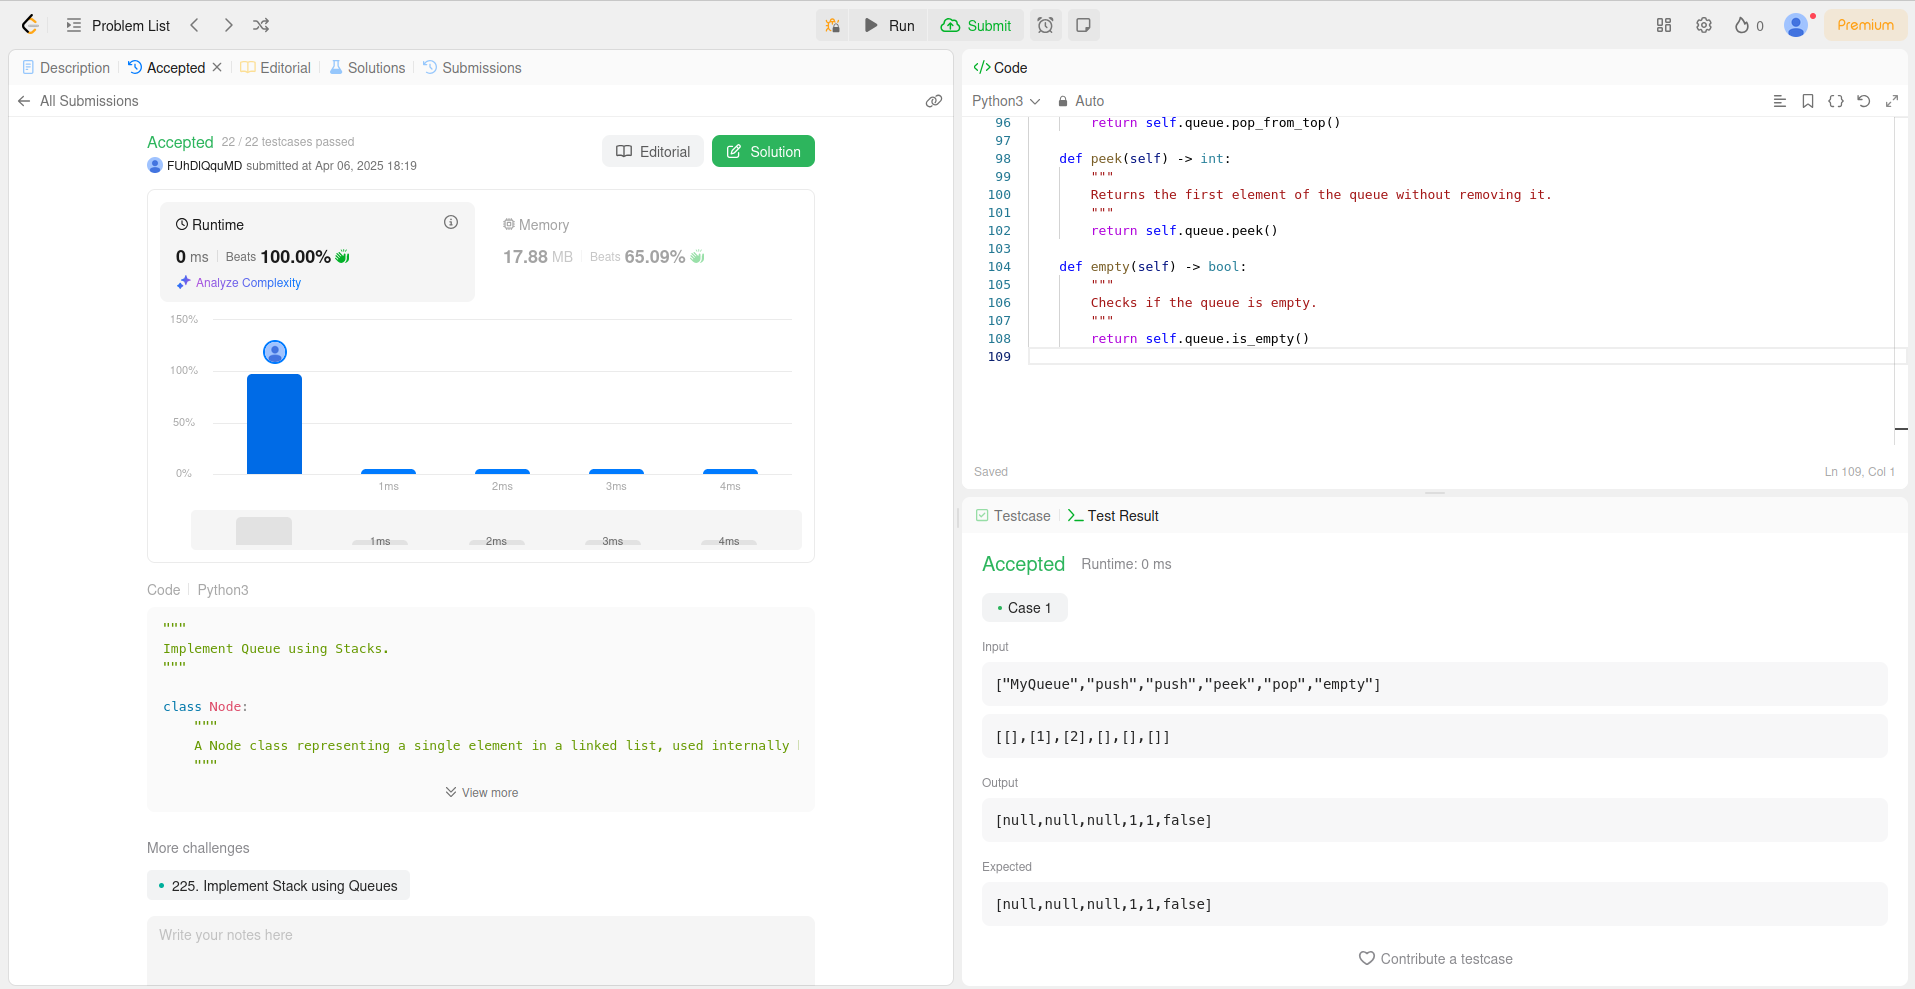 Problem List
Run
Submit
0
Premium
Description
Accepted
Editorial
Solutions
Submissions
All Submissions
Accepted 22 / 22 testcases passed
FUhDlQquMD submitted at Apr 06, 2025 18:19
Editorial
Solution
Runtime
0 ms Beats 100.00%
Analyze Complexity
Memory
17.88 MB Beats 65.09%
150%
100%
50%
0%
1ms 2ms 3ms 4ms
1ms 2ms 3ms 4ms
Code Python3
"""
Implement Queue using Stacks.
"""
class Node:
"""
A Node class representing a single element in a linked list, used internally
"""
View more
More challenges
225. Implement Stack using Queues
Write your notes here
Code
Python3 Auto
96 return self.queue.pop_from_top()
97
98 def peek(self) -> int:
99 """
100 Returns the first element of the queue without removing it.
101 """
102 return self.queue.peek()
103
104 def empty(self) -> bool:
105 """
106 Checks if the queue is empty.
107 """
108 return self.queue.is_empty()
109
Saved
Ln 109, Col 1
Testcase
Test Result
Accepted Runtime: 0 ms
Case 1
Input
["MyQueue","push","push","peek","pop","empty"]
[[],[1],[2],[],[],[]]
Output
[null,null,null,1,1,false]
Expected
[null,null,null,1,1,false]
Contribute a testcase